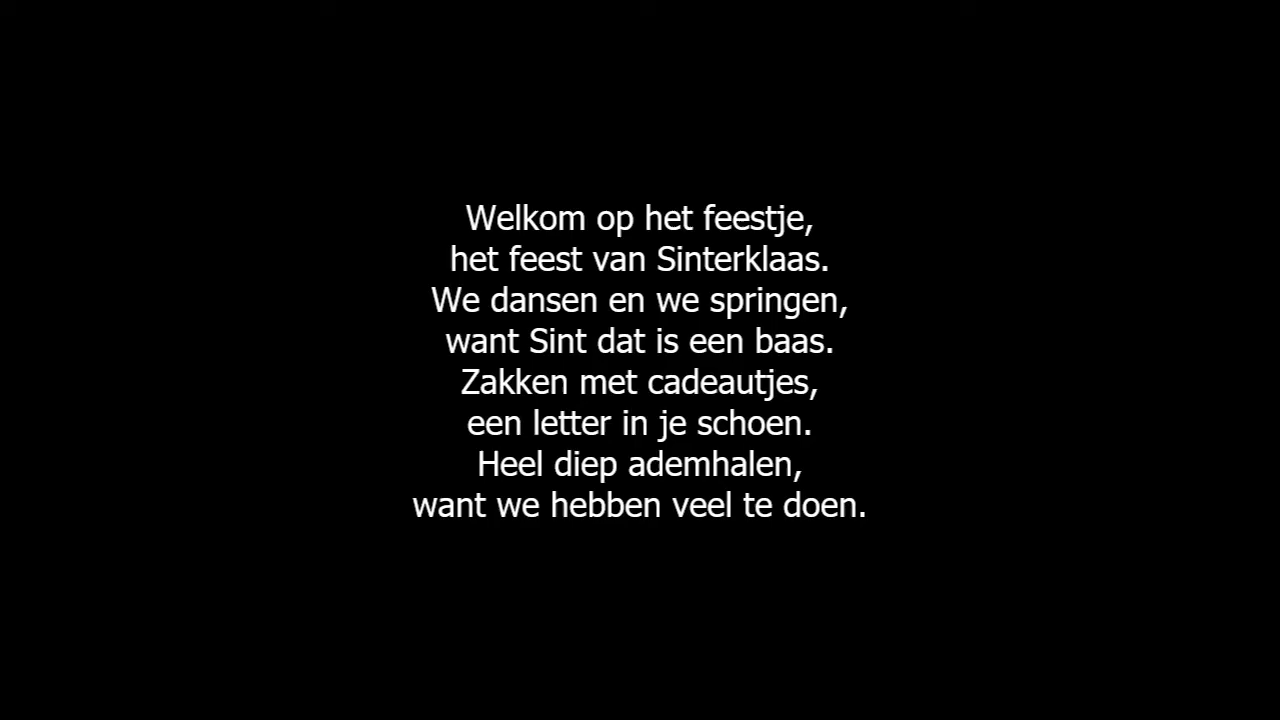 Welkom op het feestje,
het feest van Sinterklaas.
We dansen en we springen,
want Sint dat is een baas.
Zakken met cadeautjes,
een letter in je schoen.
Heel diep ademhalen,
want we hebben veel te doen.